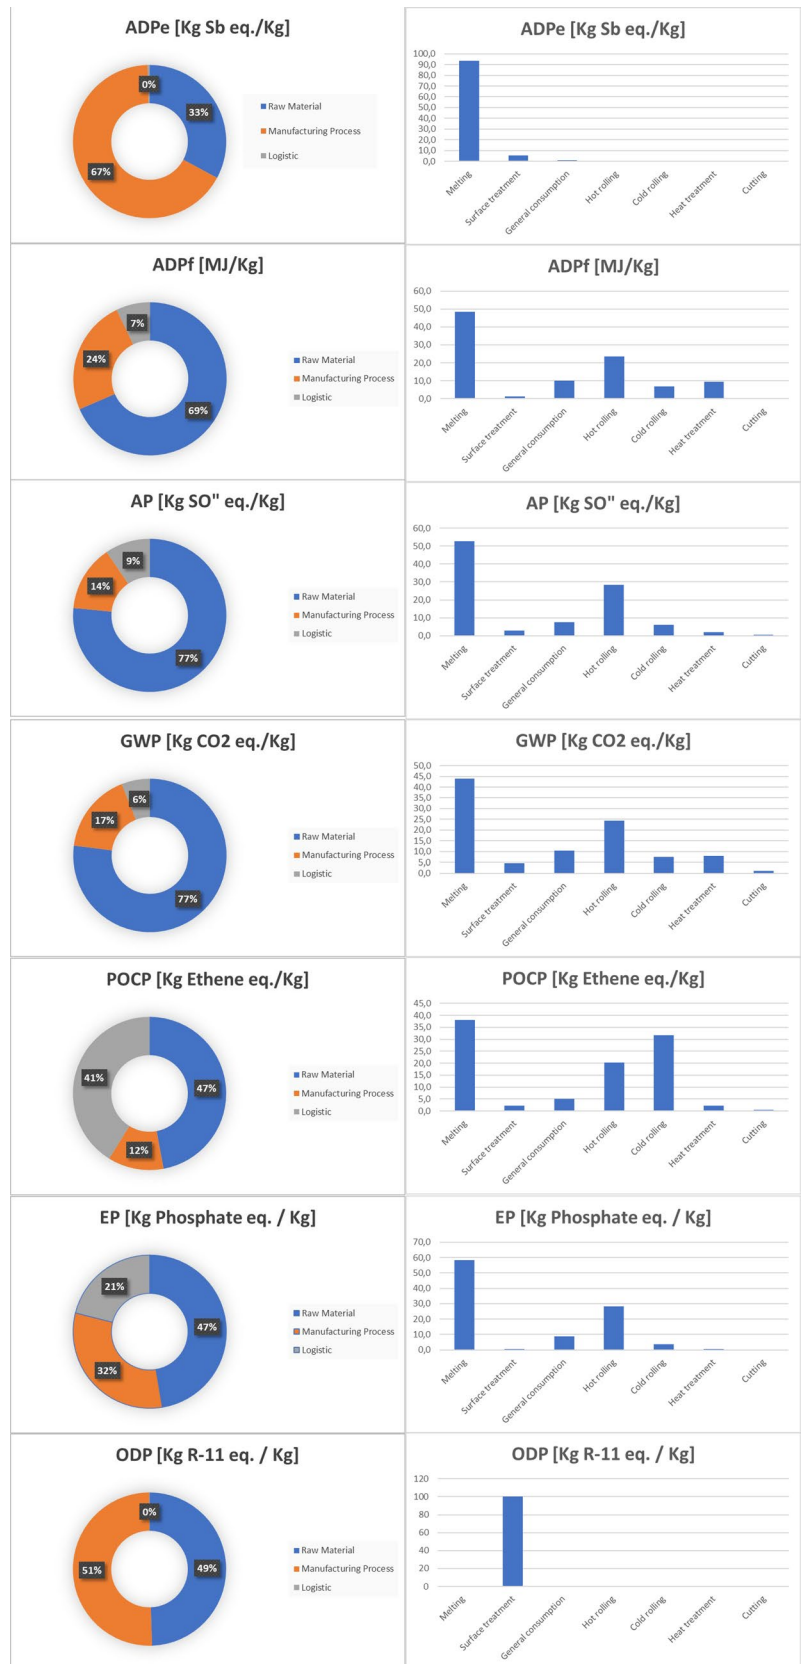 ADPe [Kg Sb eq./Kg]
0%
33%
67%
Raw Material
Manufacturing Process
Logistic
ADPe [Kg Sb eq./Kg]
100,0
90,0
80,0
70,0
60,0
50,0
40,0
30,0
20,0
10,0
0,0
Melting
Surface treatment
General consumption
Hot rolling
Cold rolling
Heat treatment
Cutting
ADPf [MJ/Kg]
7%
24%
69%
Raw Material
Manufacturing Process
Logistic
ADPf [MJ/Kg]
60,0
50,0
40,0
30,0
20,0
10,0
0,0
Melting
Surface treatment
General consumption
Hot rolling
Cold rolling
Heat treatment
Cutting
AP [Kg SO" eq./Kg]
9%
14%
77%
Raw Material
Manufacturing Process
Logistic
AP [Kg SO" eq./Kg]
60,0
50,0
40,0
30,0
20,0
10,0
0,0
Melting
Surface treatment
General consumption
Hot rolling
Cold rolling
Heat treatment
Cutting
GWP [Kg CO2 eq./Kg]
6%
17%
77%
Raw Material
Manufacturing Process
Logistic
GWP [Kg CO2 eq./Kg]
50,0
45,0
40,0
35,0
30,0
25,0
20,0
15,0
10,0
5,0
0,0
Melting
Surface treatment
General consumption
Hot rolling
Cold rolling
Heat treatment
Cutting
POCP [Kg Ethene eq./Kg]
41%
47%
12%
Raw Material
Manufacturing Process
Logistic
POCP [Kg Ethene eq./Kg]
45,0
40,0
35,0
30,0
25,0
20,0
15,0
10,0
5,0
0,0
Melting
Surface treatment
General consumption
Hot rolling
Cold rolling
Heat treatment
Cutting
EP [Kg Phosphate eq. / Kg]
21%
47%
32%
Raw Material
Manufacturing Process
Logistic
EP [Kg Phosphate eq. / Kg]
70,0
60,0
50,0
40,0
30,0
20,0
10,0
0,0
Melting
Surface treatment
General consumption
Hot rolling
Cold rolling
Heat treatment
Cutting
ODP [Kg R-11 eq. / Kg]
0%
51%
49%
Raw Material
Manufacturing Process
Logistic
ODP [Kg R-11 eq. / Kg]
120
100
80
60
40
20
0
Melting
Surface treatment
General consumption
Hot rolling
Cold rolling
Heat treatment
Cutting